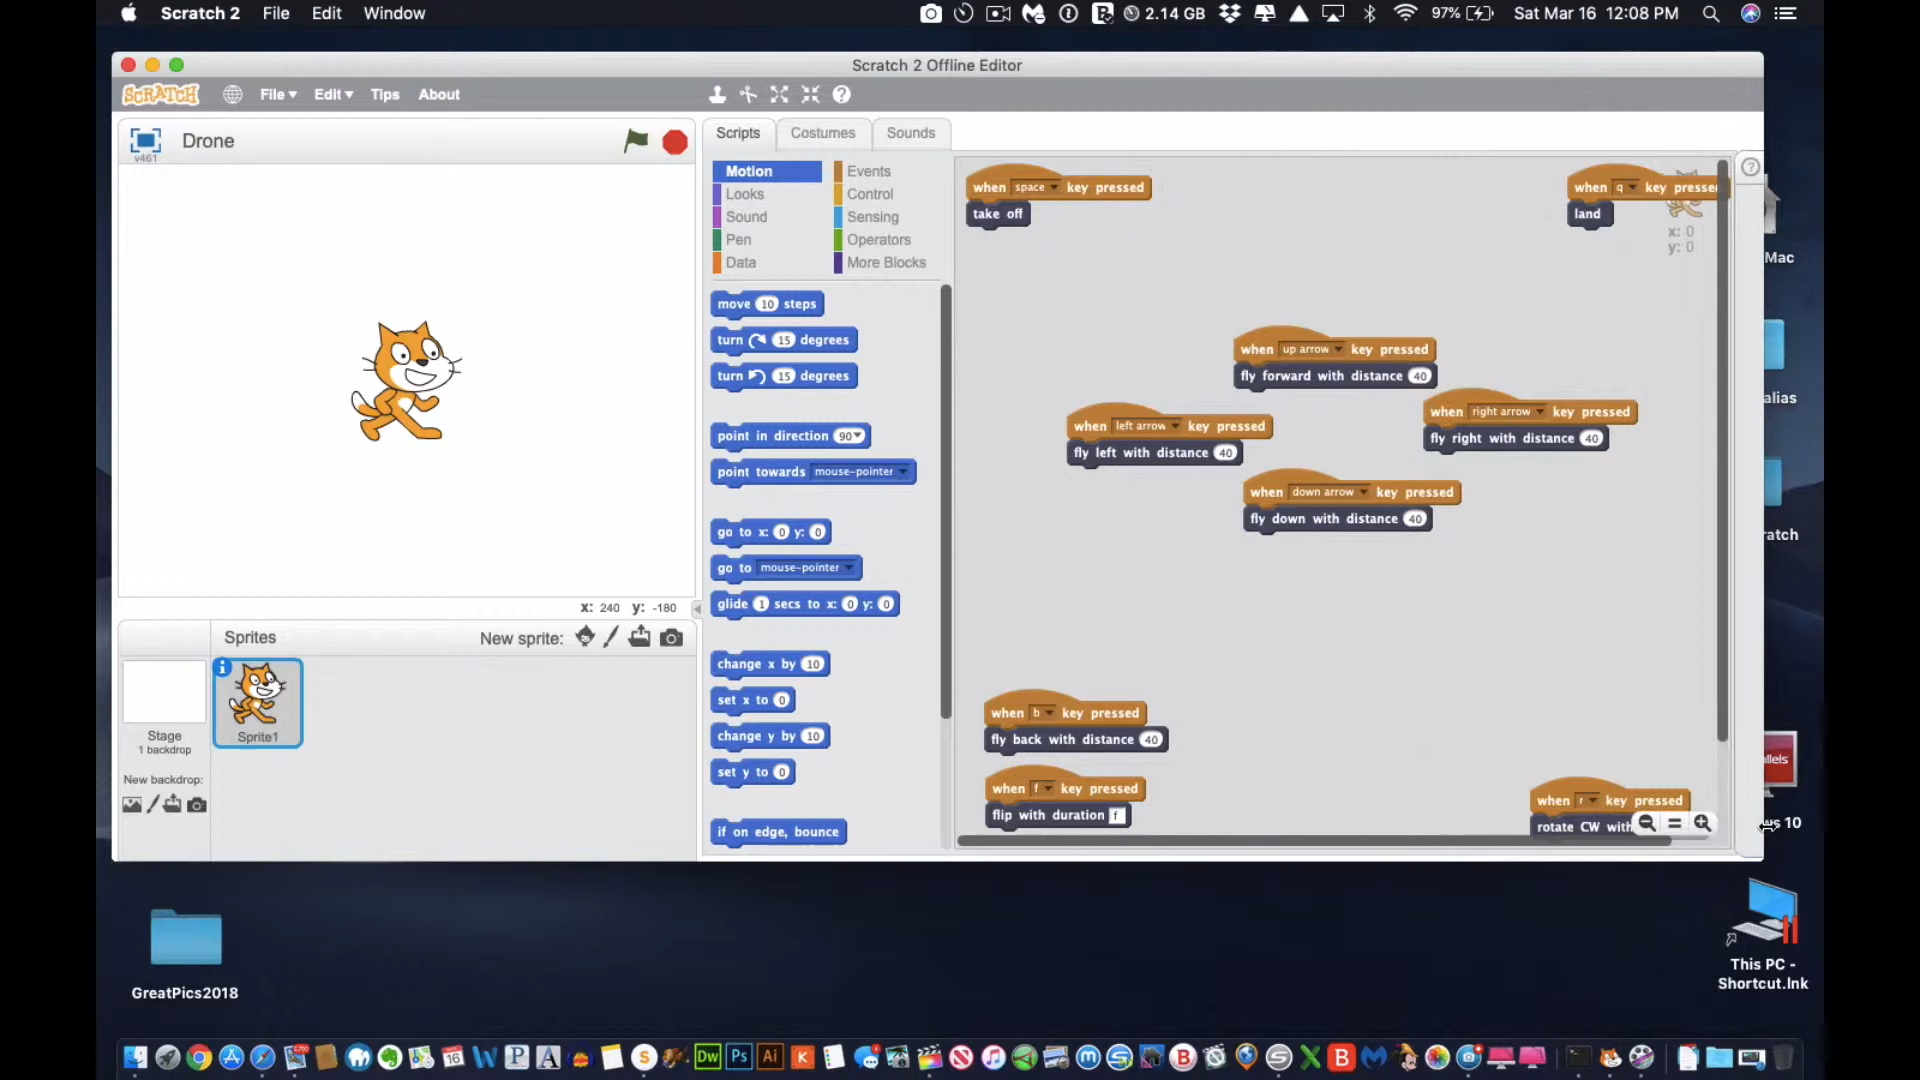 Scratch 2 File Edit Window 2.14 GB 97% Sat Mar 16 12:08 PM
Scratch 2 Offline Editor
SCRATCH File Edit Tips About
v461 Drone
Scripts Costumes Sounds
Motion Events
Looks Control
Sound Sensing
Pen Operators
Data More Blocks
move 10 steps
turn 15 degrees
turn 15 degrees
point in direction 90
point towards mouse-pointer
go to x: 0 y: 0
go to mouse-pointer
glide 1 secs to x: 0 y: 0
change x by 10
set x to 0
change y by 10
set y to 0
if on edge, bounce
when space key pressed
take off
when q key presse
land
x: 0
y: 0
when up arrow key pressed
fly forward with distance 40
when left arrow key pressed
fly left with distance 40
when right arrow key pressed
fly right with distance 40
when down arrow key pressed
fly down with distance 40
when b key pressed
fly back with distance 40
when f key pressed
flip with duration f
when r key pressed
rotate CW with
x: 240 y: -180
Sprites New sprite:
Sprite1
Stage
1 backdrop
New backdrop:
Mac
alias
ratch
llels
ws 10
GreatPics2018
This PC -
Shortcut.lnk
16
Dw Ps Ai